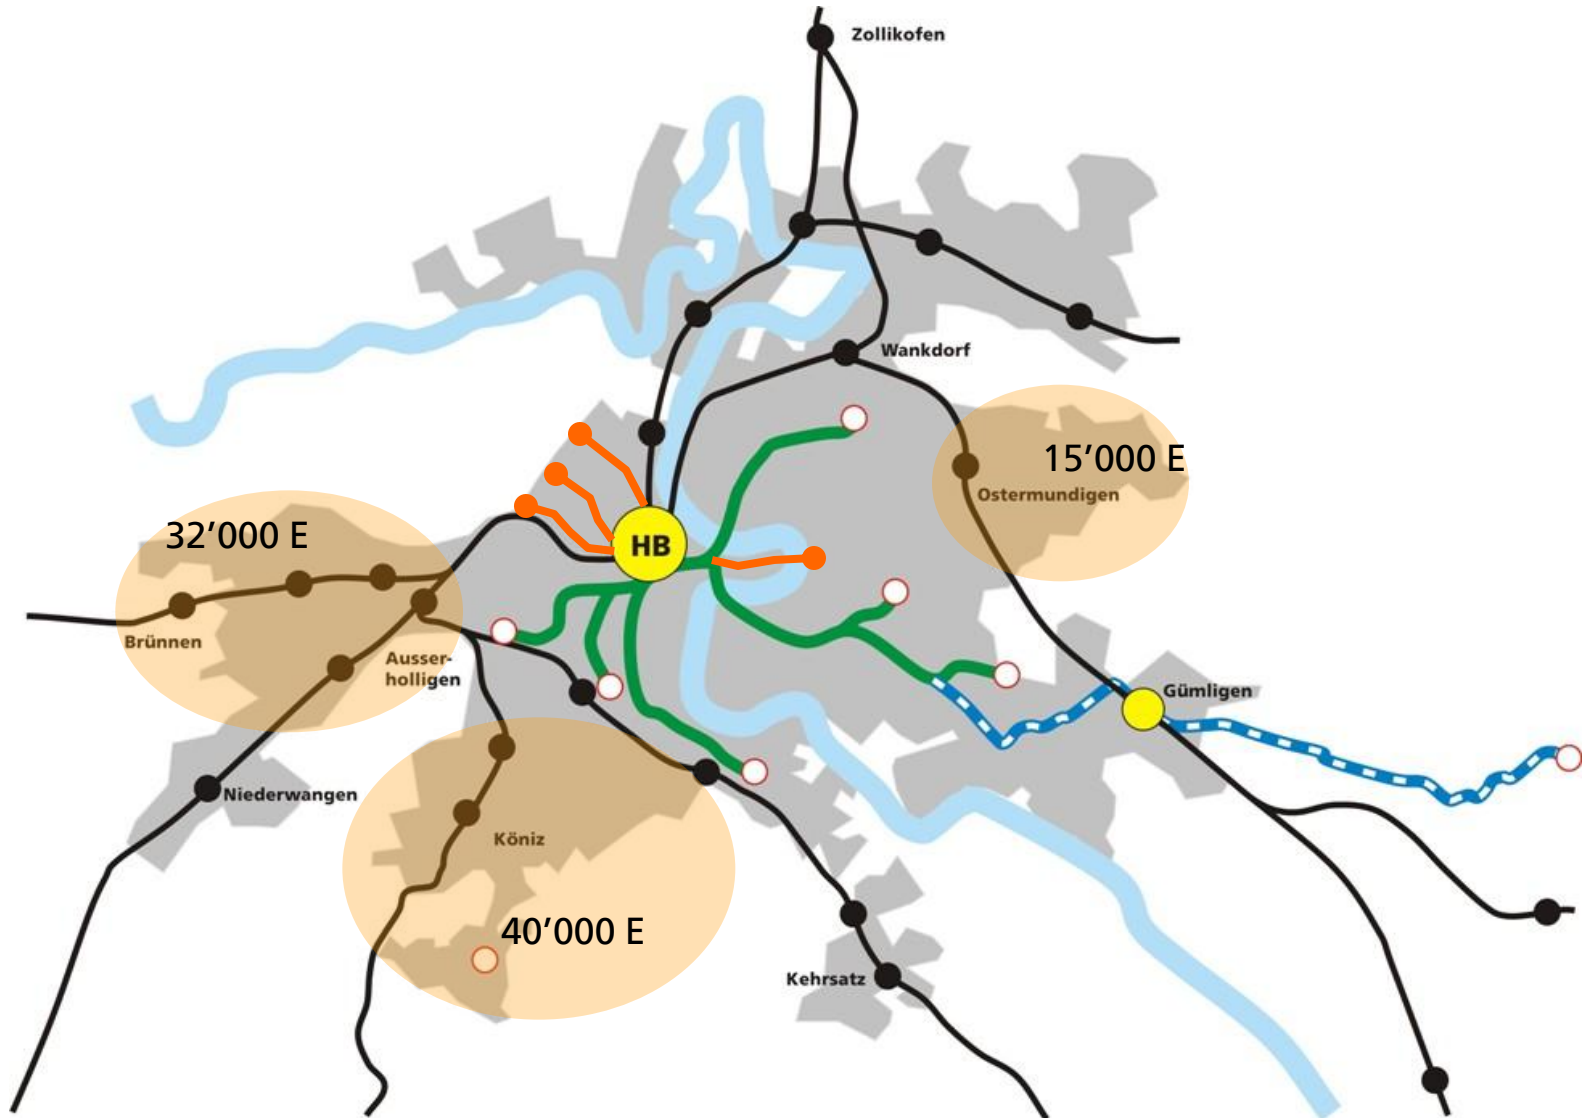 Zollikofen
Wankdorf
15’000 E
Ostermundigen
32’000 E
HB
Brünnen
Ausser-
holligen
Gümligen
Niederwangen
Köniz
40’000 E
Kehrsatz